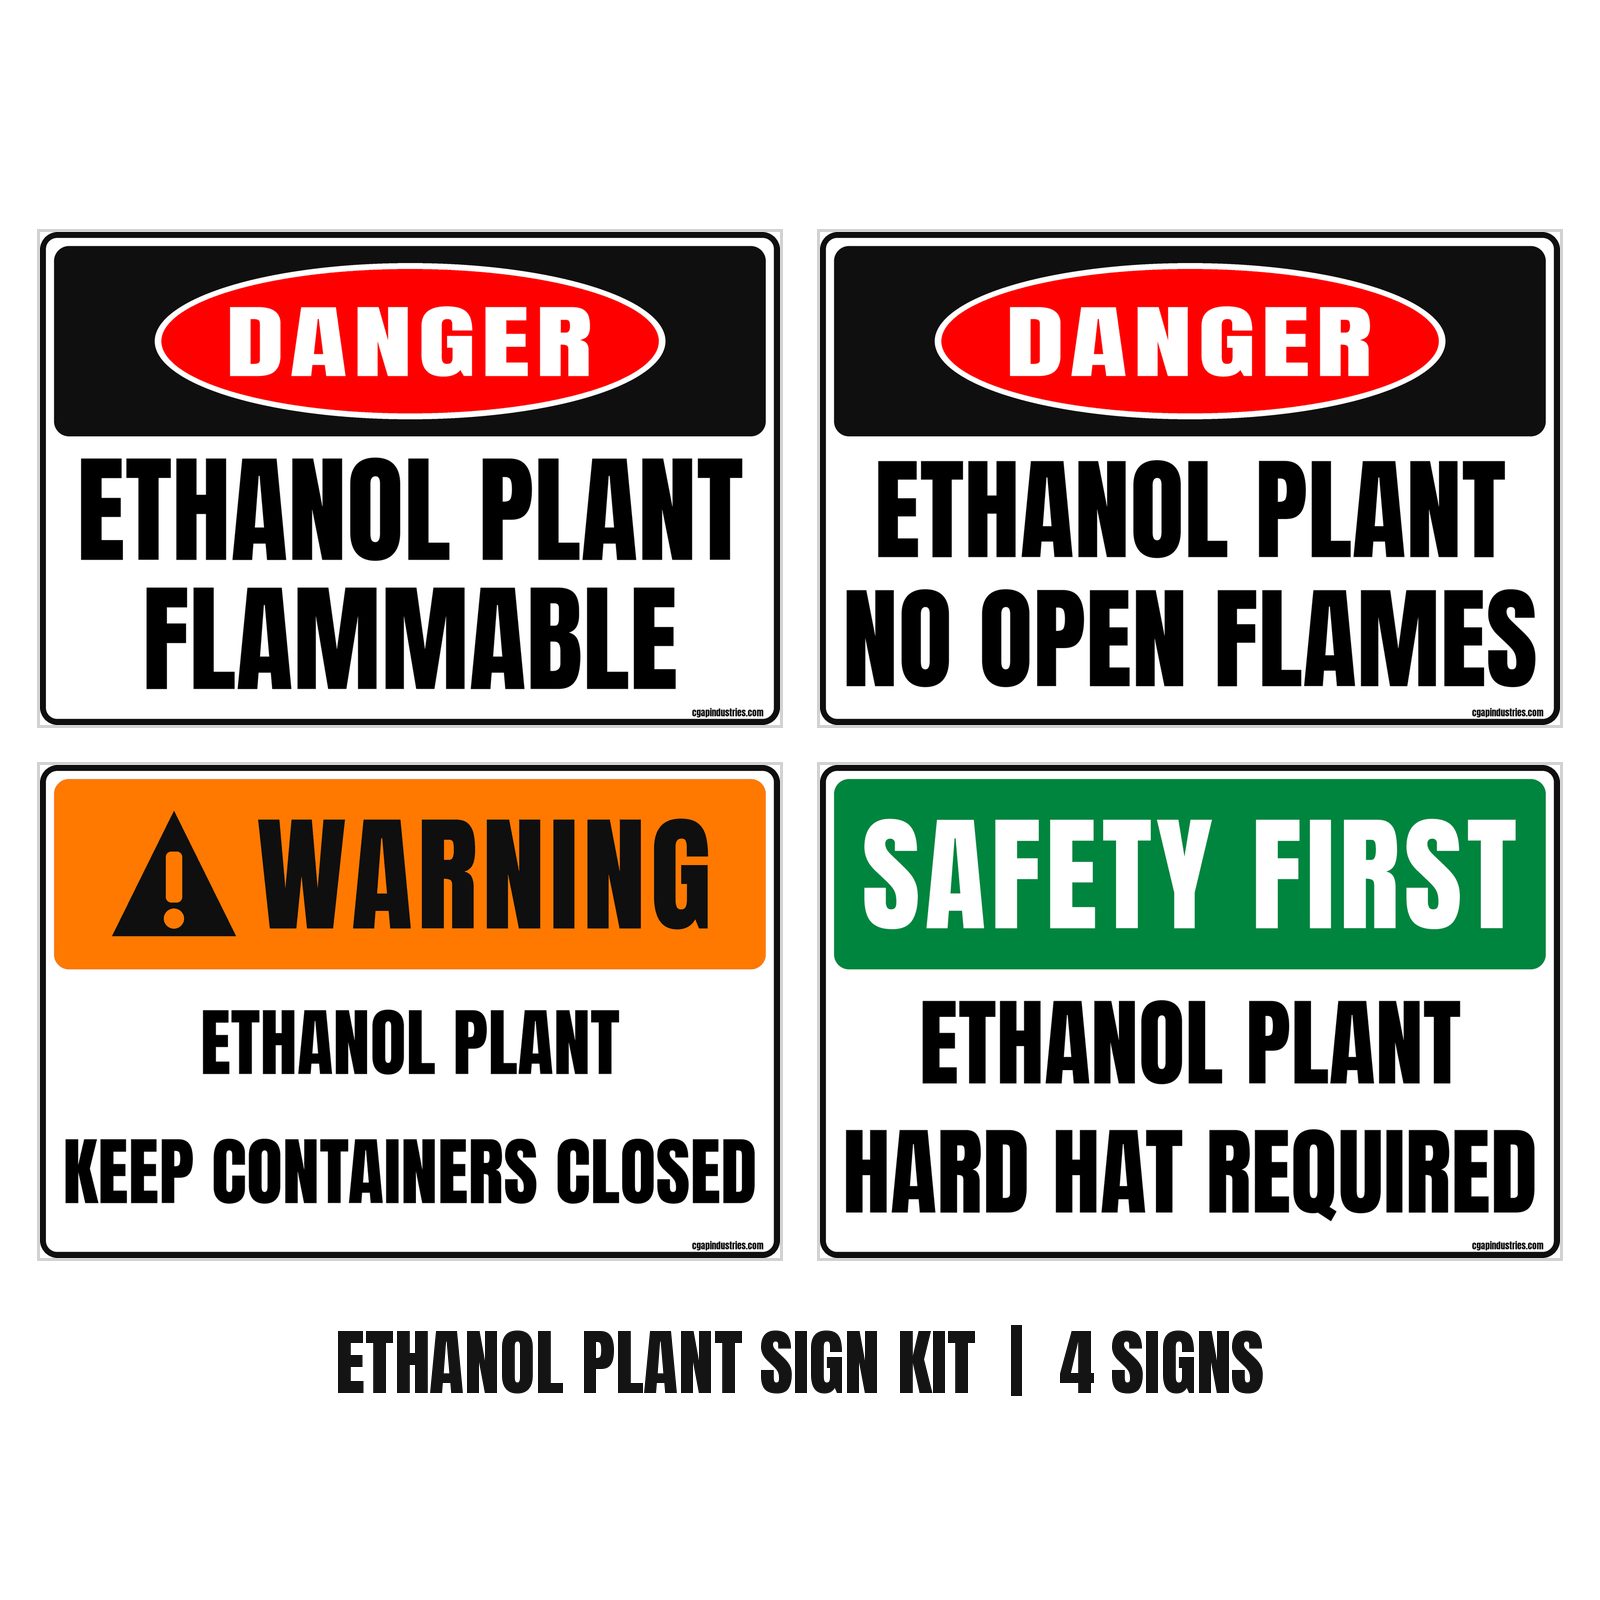 DANGER
ETHANOL PLANT
FLAMMABLE
cgapindustries.com
DANGER
ETHANOL PLANT
NO OPEN FLAMES
cgapindustries.com
WARNING
ETHANOL PLANT
KEEP CONTAINERS CLOSED
cgapindustries.com
SAFETY FIRST
ETHANOL PLANT
HARD HAT REQUIRED
cgapindustries.com
ETHANOL PLANT SIGN KIT | 4 SIGNS